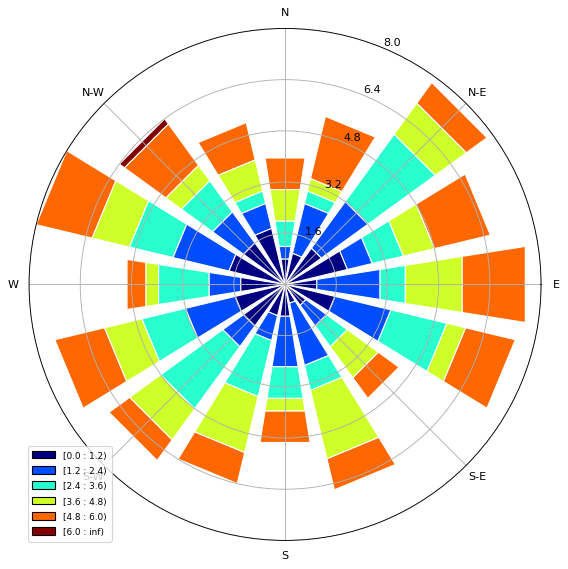 N
8.0
N-W
6.4
N-E
4.8
3.2
1.6
W
E
[0.0 : 1.2)
[1.2 : 2.4)
[2.4 : 3.6)
[3.6 : 4.8)
[4.8 : 6.0)
[6.0 : inf)
S-W
S-E
S